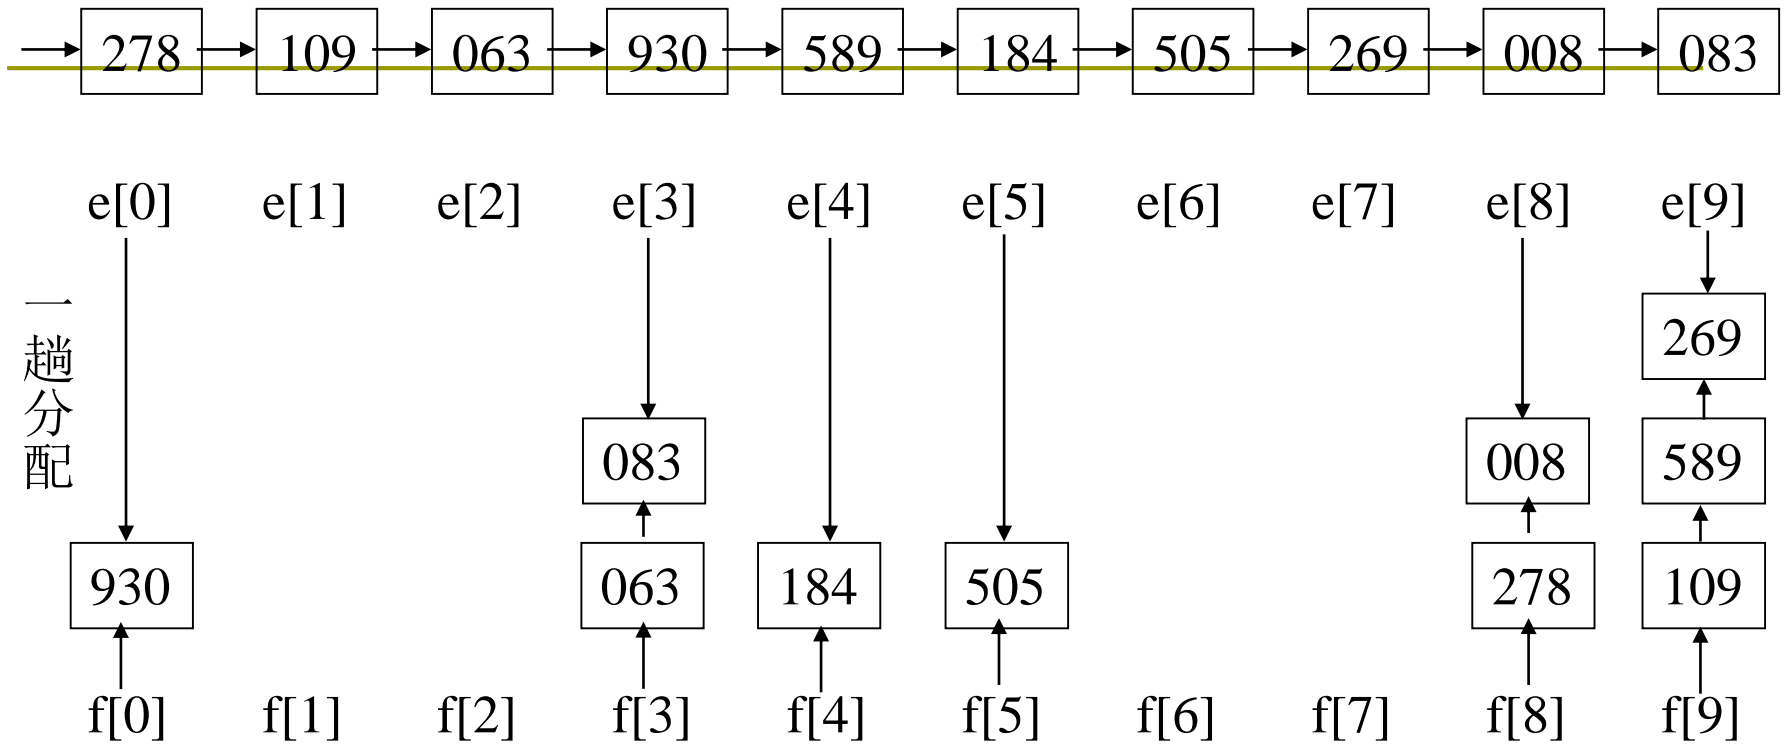 278 109 063 930 589 184 505 269 008 083
e[0] e[1] e[2] e[3] e[4] e[5] e[6] e[7] e[8] e[9]
一趟分配
269
083 008 589
930 063 184 505 278 109
f[0] f[1] f[2] f[3] f[4] f[5] f[6] f[7] f[8] f[9]